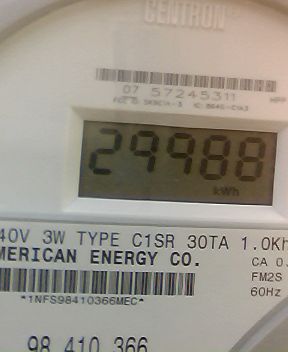 CENTRON
07 57245311
29988
kWh
40V 3W TYPE C1SR 30TA 1.0Kh
MERICAN ENERGY CO.
CA 0.
FM2S
60Hz
*1NFS98410366MEC*
98 410 366